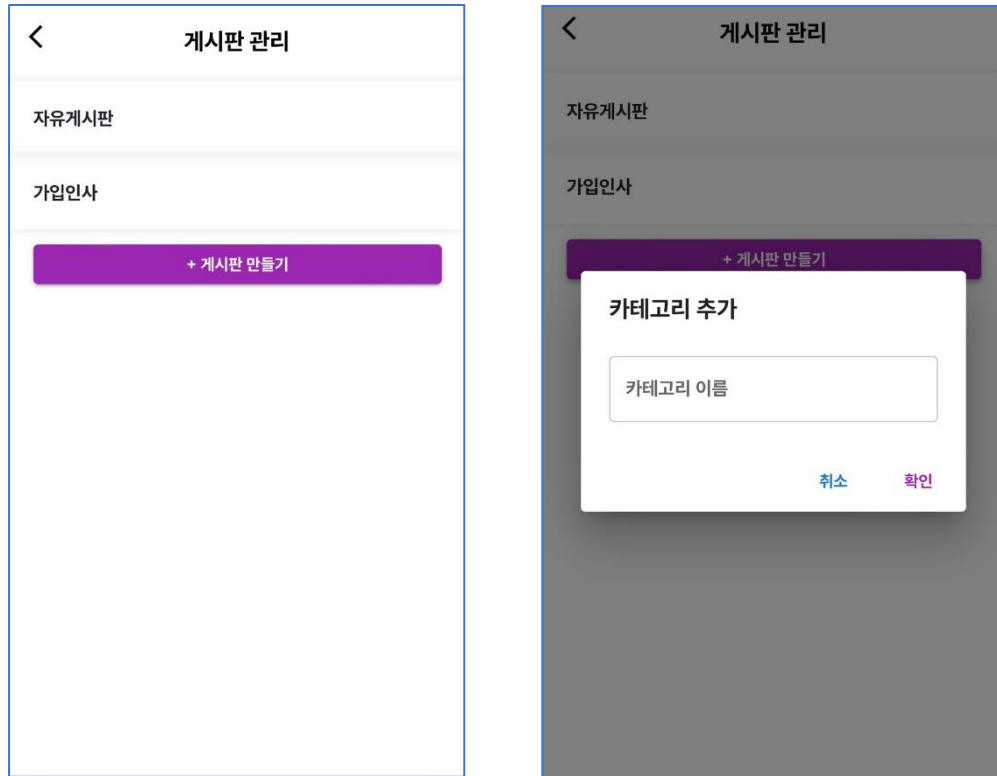 게시판 관리
자유게시판
가입인사
+ 게시판 만들기
게시판 관리
자유게시판
가입인사
+ 게시판 만들기
카테고리 추가
카테고리 이름
취소 확인